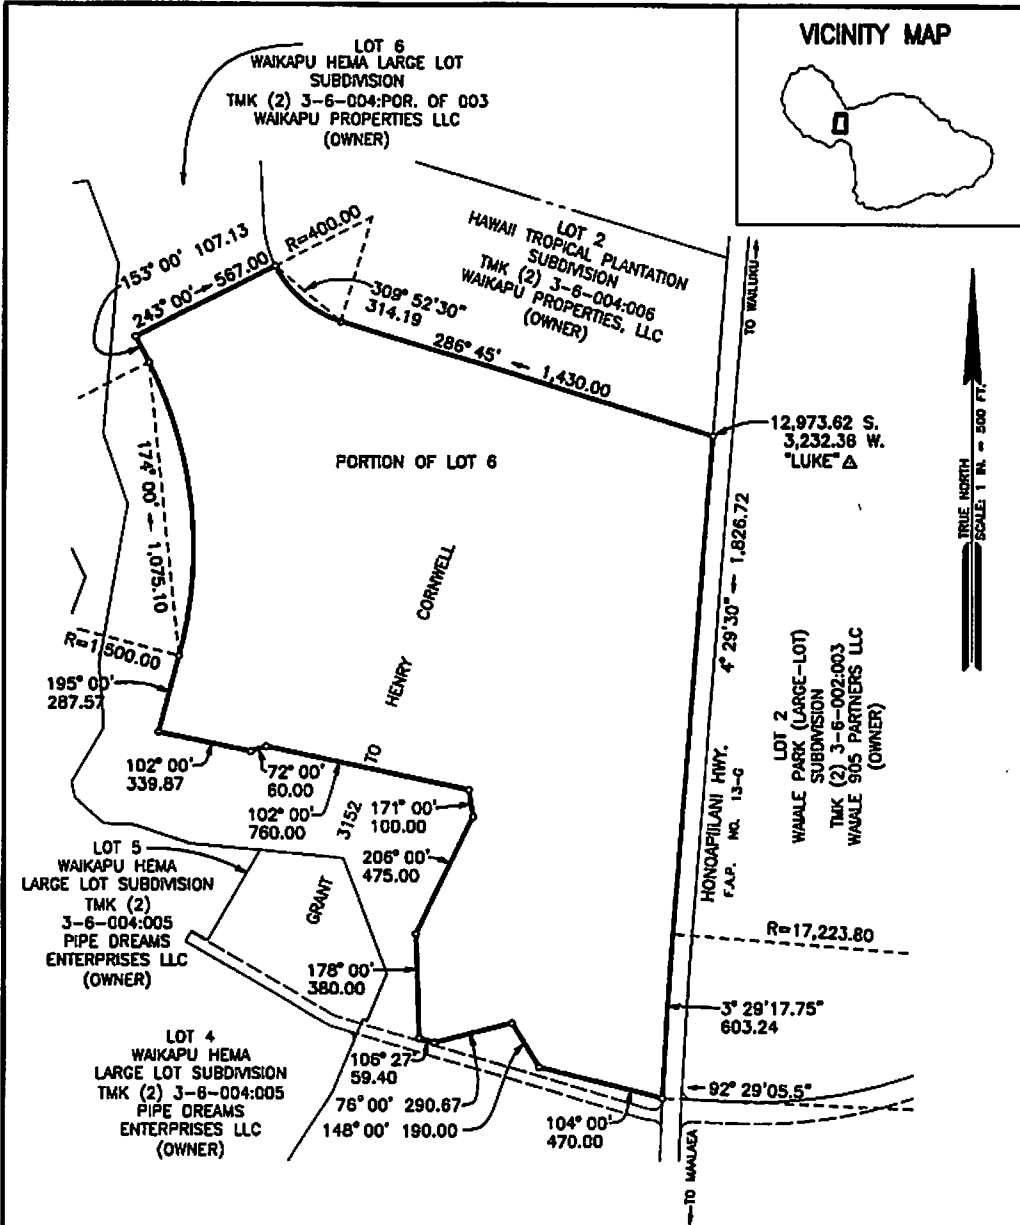 VICINITY MAP
LOT 6
WAIKAPU HEMA LARGE LOT
SUBDIVISION
TMK (2) 3-6-004:POR. OF 003
WAIKAPU PROPERTIES LLC
(OWNER)
LOT 2
HAWAII TROPICAL PLANTATION
SUBDIVISION
TMK (2) 3-6-004:006
WAIKAPU PROPERTIES, LLC
(OWNER)
TO WAILUKU
153° 00' 107.13
243° 00' 567.00
R=400.00
309° 52'30"
314.19
286° 45' 1,430.00
12,973.62 S.
3,232.36 W.
"LUKE"
TRUE NORTH
SCALE: 1 IN. = 500 FT.
PORTION OF LOT 6
174° 00' 1,075.10
4° 29'30" 1,826.72
R=1,500.00
195° 00'
287.57
HENRY CORNWELL
TO
3152
GRANT
102° 00'
339.87
72° 00'
60.00
102° 00'
760.00
171° 00'
100.00
206° 00'
475.00
HONOAPIILANI HWY.
F.A.P. NO. 13-G
LOT 2
WAIALE PARK (LARGE-LOT)
SUBDIVISION
TMK (2) 3-6-002:003
WAIALE 905 PARTNERS LLC
(OWNER)
LOT 5
WAIKAPU HEMA
LARGE LOT SUBDIVISION
TMK (2)
3-6-004:005
PIPE DREAMS
ENTERPRISES LLC
(OWNER)
R=17,223.80
178° 00'
380.00
3° 29'17.75"
603.24
LOT 4
WAIKAPU HEMA
LARGE LOT SUBDIVISION
TMK (2) 3-6-004:005
PIPE DREAMS
ENTERPRISES LLC
(OWNER)
106° 27
59.40
76° 00' 290.67
148° 00' 190.00
104° 00'
470.00
92° 29'05.5"
TO MAALAEA